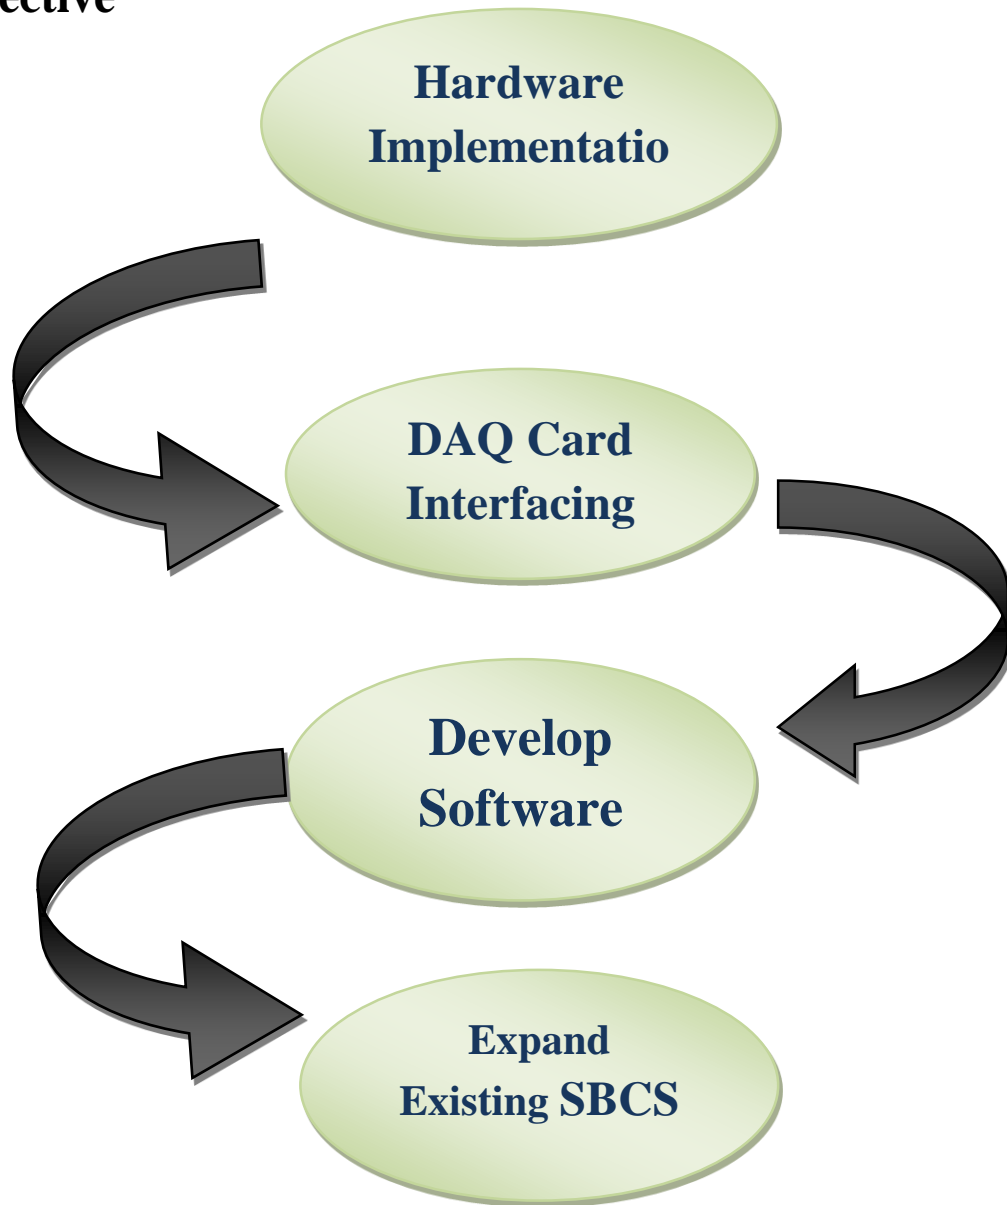 ective
Hardware
Implementatio
DAQ Card
Interfacing
Develop
Software
Expand
Existing SBCS